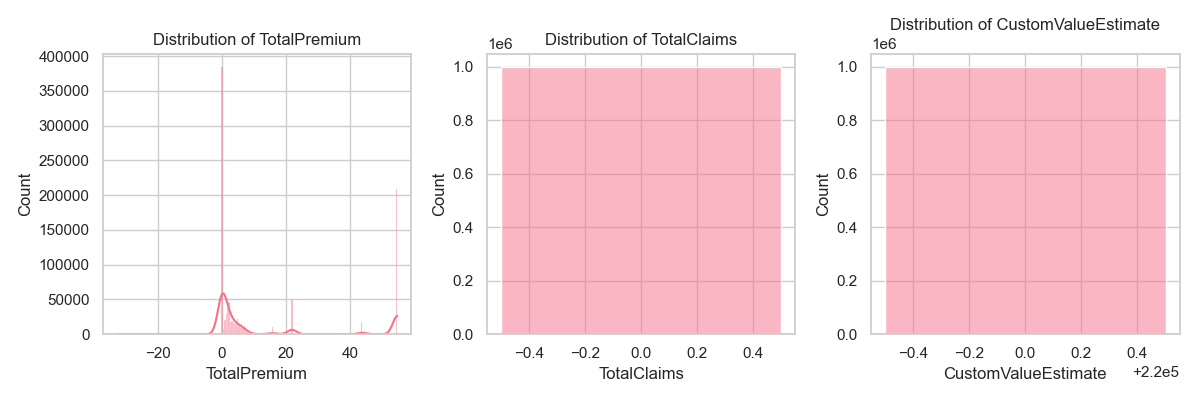 Distribution of TotalPremium
400000
350000
300000
250000
200000
150000
100000
50000
0
Count
−20 0 20 40
TotalPremium
Distribution of TotalClaims
1e6
1.0
0.8
0.6
0.4
0.2
0.0
Count
−0.4 −0.2 0.0 0.2 0.4
TotalClaims
Distribution of CustomValueEstimate
1e6
1.0
0.8
0.6
0.4
0.2
0.0
Count
−0.4 −0.2 0.0 0.2 0.4
+2.2e5
CustomValueEstimate